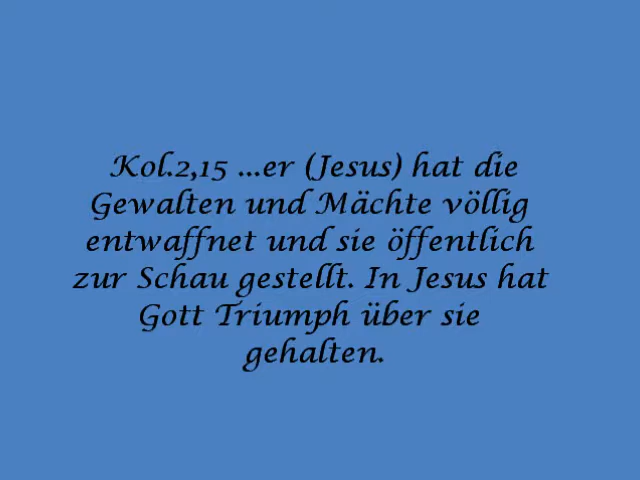 Kol.2,15 ...er (Jesus) hat die
Gewalten und Mächte völlig
entwaffnet und sie öffentlich
zur Schau gestellt. In Jesus hat
Gott Triumph über sie
gehalten.